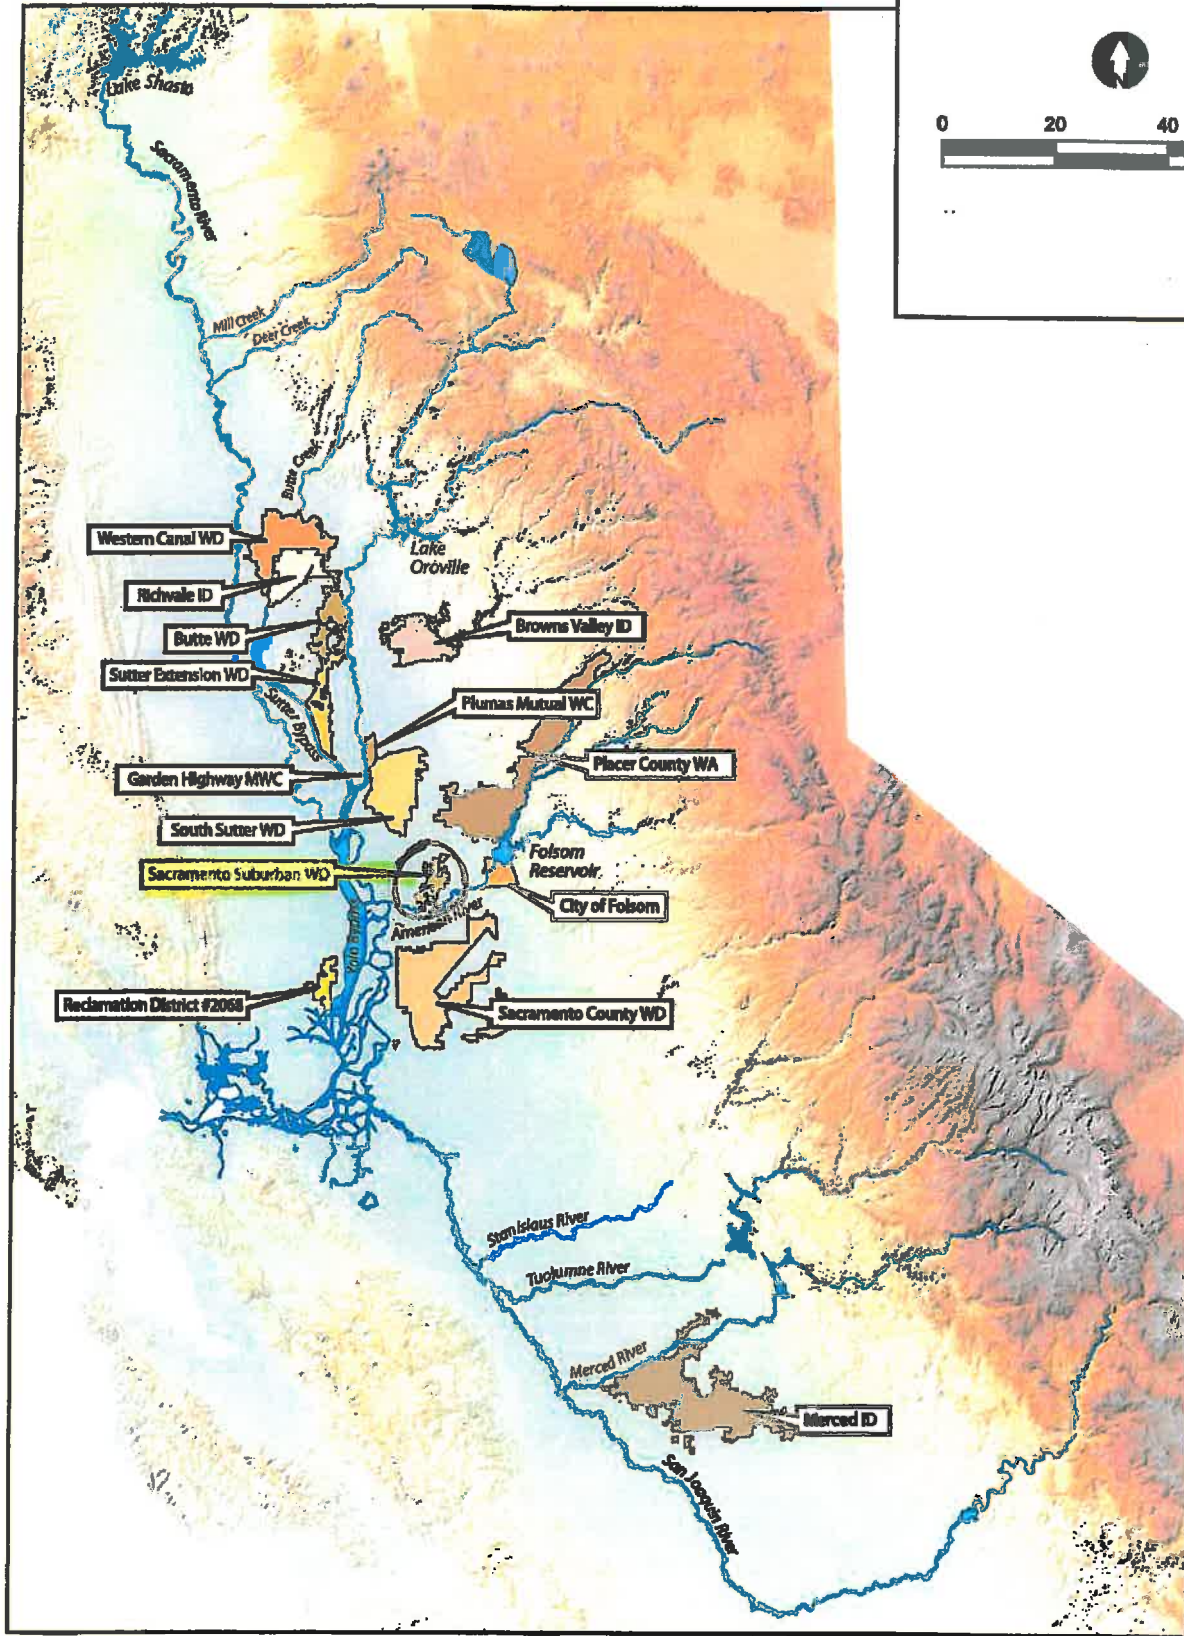 N
0 20 40
Lake Shasta
Sacramento River
Mill Creek
Deer Creek
Butte Creek
Western Canal WD
Lake
Oroville
Richvale ID
Butte WD
Browns Valley ID
Sutter Extension WD
Sutter Bypass
Plumas Mutual WC
Garden Highway MWC
Placer County WA
South Sutter WD
Folsom
Reservoir
Sacramento Suburban WD
City of Folsom
American River
Yolo Bypass
Reclamation District #2068
Sacramento County WD
Stanislaus River
Tuolumne River
Merced River
Merced ID
San Joaquin River